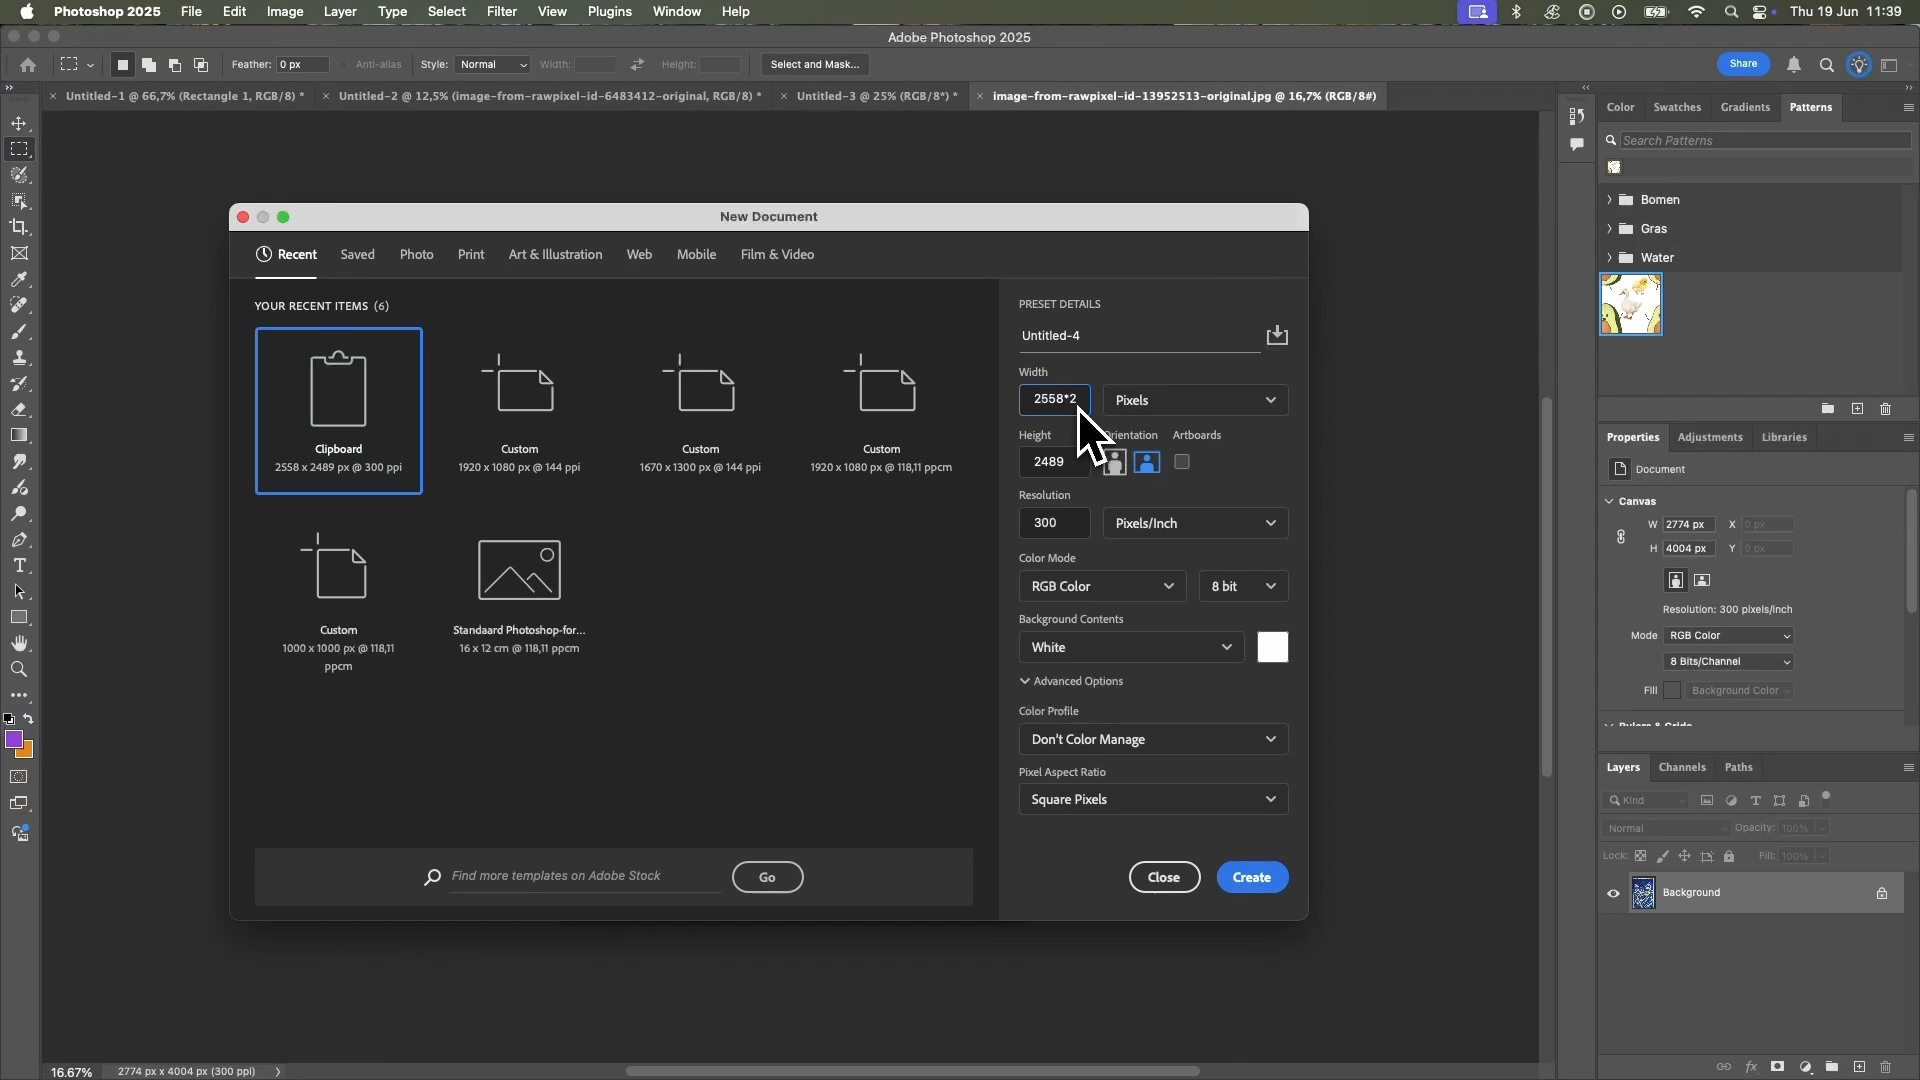 Photoshop 2025 File Edit Image Layer Type Select Filter View Plugins Window Help Thu 19 Jun 11:39
Adobe Photoshop 2025
Feather: 0 px Anti-alias Style: Normal Width: Height: Select and Mask... Share
Untitled-1 @ 66,7% (Rectangle 1, RGB/8) * Untitled-2 @ 12,5% (image-from-rawpixel-id-6483412-original, RGB/8) * Untitled-3 @ 25% (RGB/8*) * image-from-rawpixel-id-13952513-original.jpg @ 16,7% (RGB/8#)
New Document
Recent Saved Photo Print Art & Illustration Web Mobile Film & Video
YOUR RECENT ITEMS (6)
Clipboard
2558 x 2489 px @ 300 ppi
Custom
1920 x 1080 px @ 144 ppi
Custom
1670 x 1300 px @ 144 ppi
Custom
1920 x 1080 px @ 118,11 ppcm
Custom
1000 x 1000 px @ 118,11
ppcm
Standaard Photoshop-for...
16 x 12 cm @ 118,11 ppcm
Find more templates on Adobe Stock Go
PRESET DETAILS
Untitled-4
Width
2558*2 Pixels
Height Orientation Artboards
2489
Resolution
300 Pixels/Inch
Color Mode
RGB Color 8 bit
Background Contents
White
Advanced Options
Color Profile
Don't Color Manage
Pixel Aspect Ratio
Square Pixels
Close Create
Color Swatches Gradients Patterns
Search Patterns
Bomen
Gras
Water
Properties Adjustments Libraries
Document
Canvas
W 2774 px X 0 px
H 4004 px Y 0 px
Resolution: 300 pixels/inch
Mode RGB Color
8 Bits/Channel
Fill Background Color
Rulers & Grids
Layers Channels Paths
Kind
Normal Opacity: 100%
Lock: Fill: 100%
Background
16.67% 2774 px x 4004 px (300 ppi)